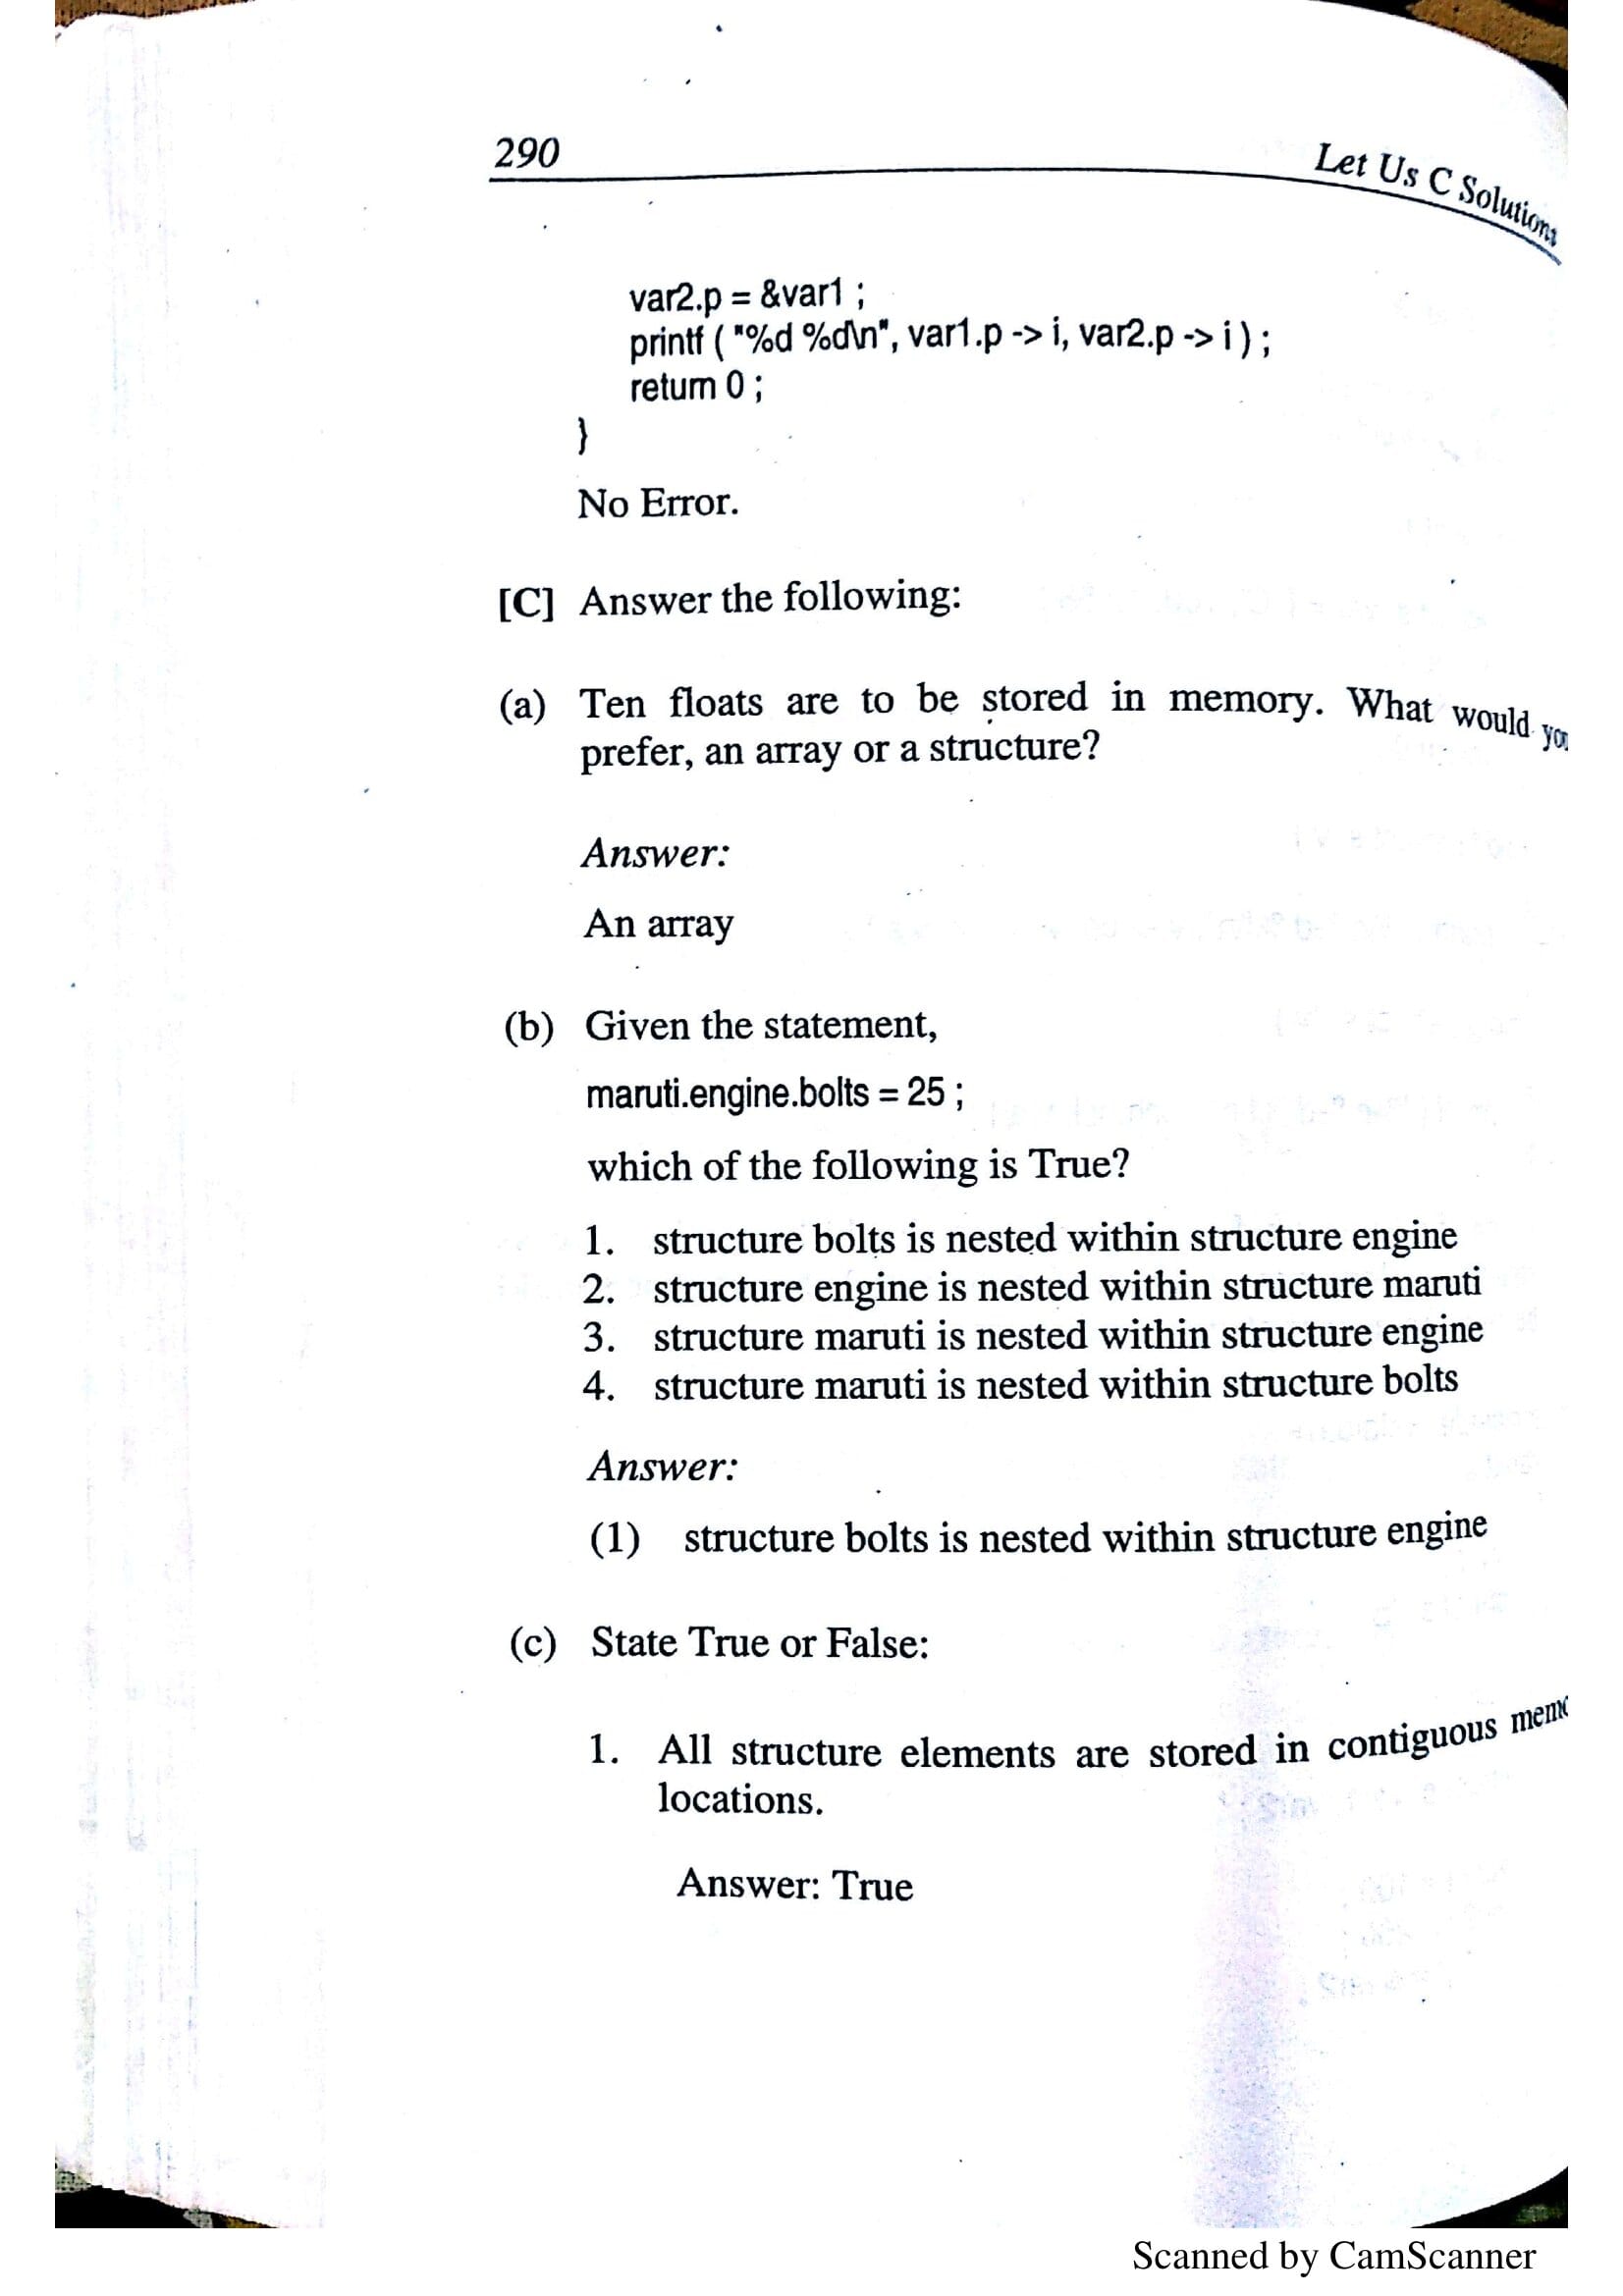 290
Let Us C Solutions
var2.p = &var1 ;
printf ( "%d %d\n", var1.p -> i, var2.p -> i ) ;
return 0 ;
}
No Error.
[C] Answer the following:
(a) Ten floats are to be stored in memory. What would you
prefer, an array or a structure?
Answer:
An array
(b) Given the statement,
maruti.engine.bolts = 25 ;
which of the following is True?
1. structure bolts is nested within structure engine
2. structure engine is nested within structure maruti
3. structure maruti is nested within structure engine
4. structure maruti is nested within structure bolts
Answer:
(1) structure bolts is nested within structure engine
(c) State True or False:
1. All structure elements are stored in contiguous
locations.
Answer: True
Scanned by CamScanner